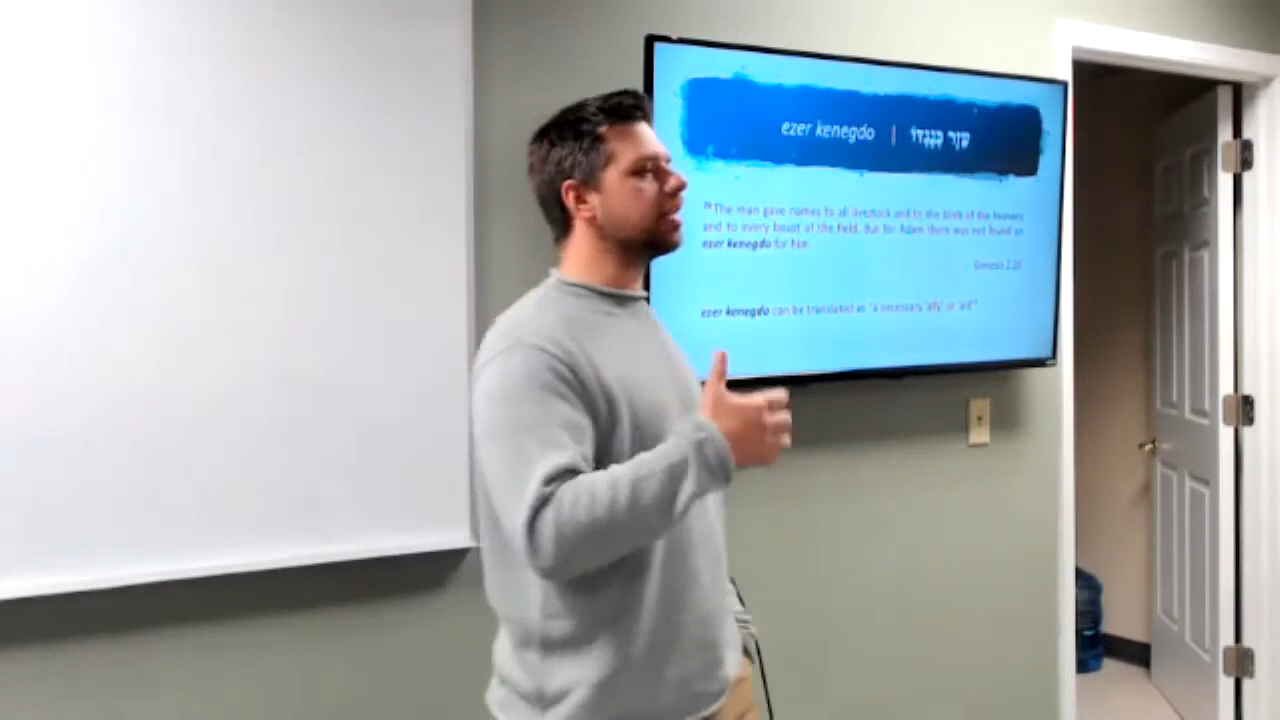 ezer kenegdo | עֵזֶר כְּנֶגְדּוֹ
²⁰The man gave names to all livestock and to the birds of the heavens
and to every beast of the field. But for Adam there was not found an
ezer kenegdo for him.
- Genesis 2:20
ezer kenegdo can be translated as "a necessary 'ally' or 'aid'"